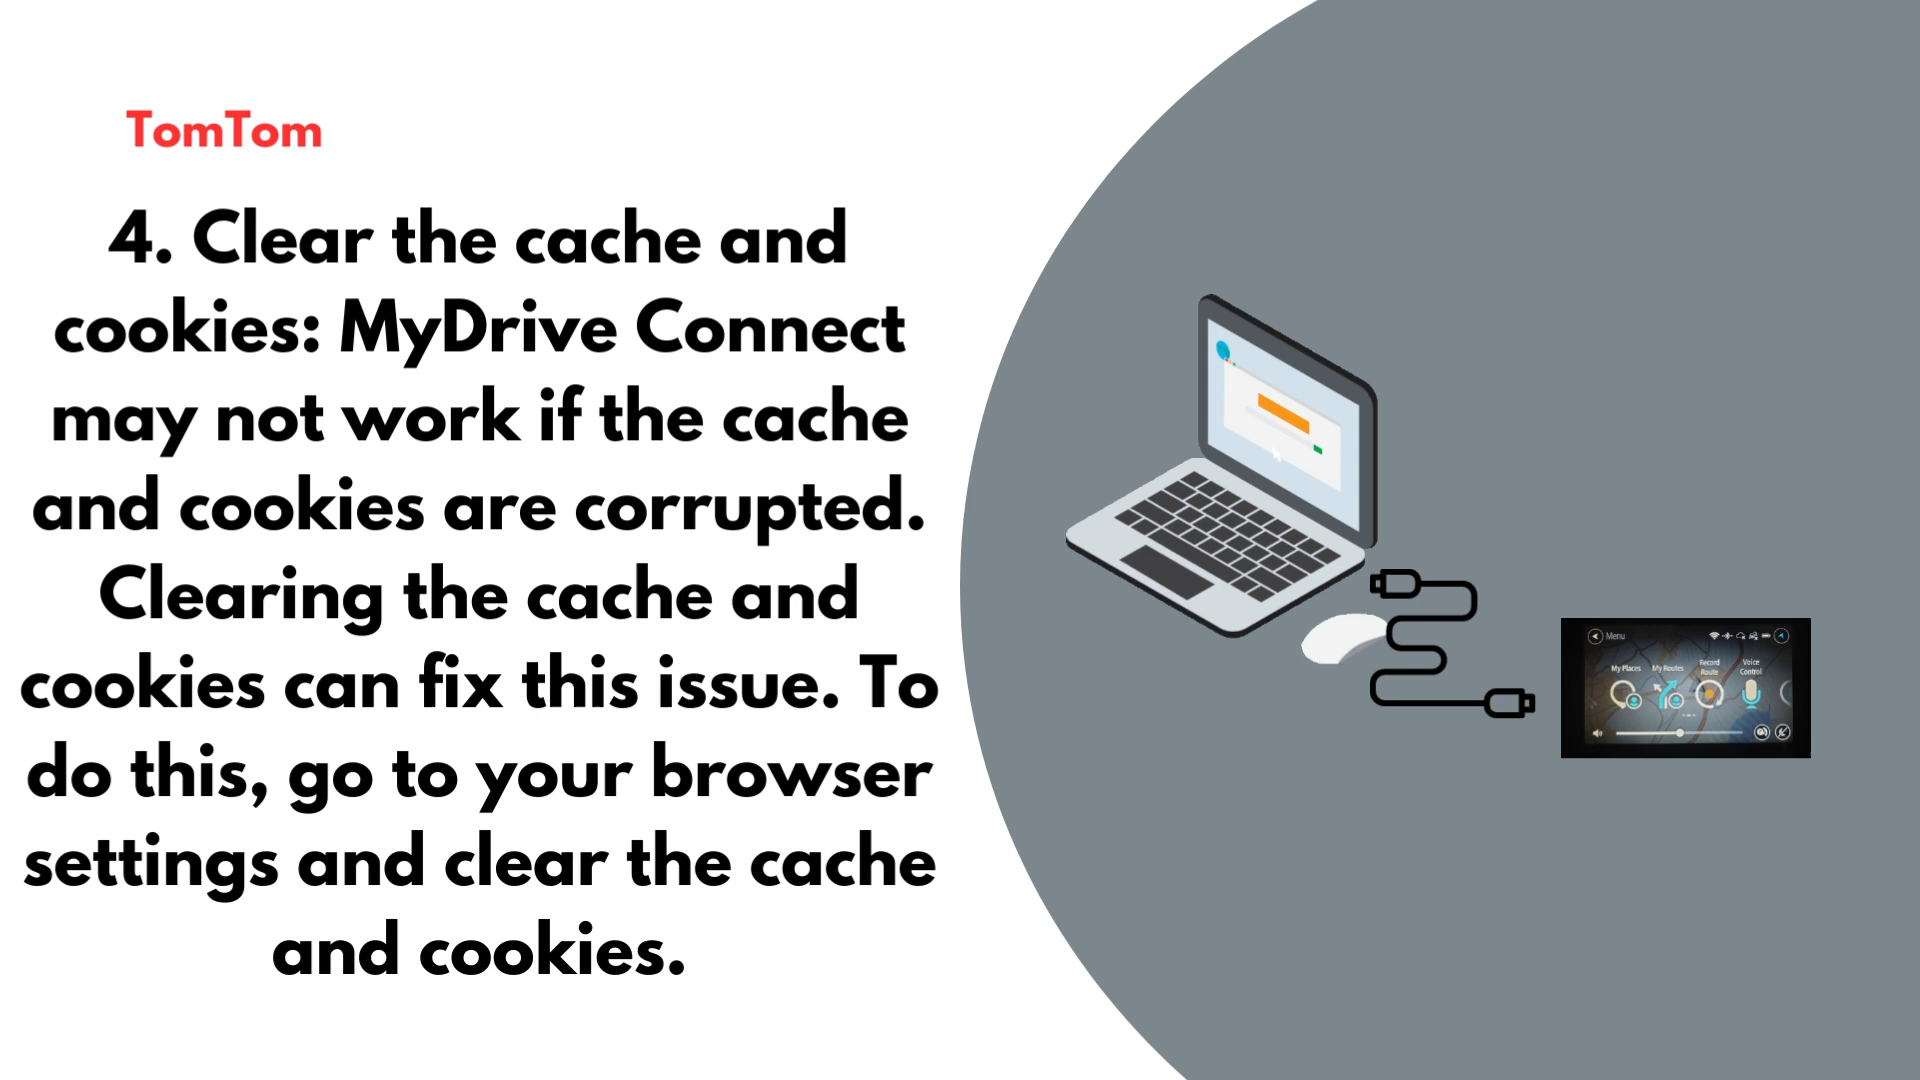 TomTom
4. Clear the cache and
cookies: MyDrive Connect
may not work if the cache
and cookies are corrupted.
Clearing the cache and
cookies can fix this issue. To
do this, go to your browser
settings and clear the cache
and cookies.
Menu
My Places My Routes Record Route Voice Control